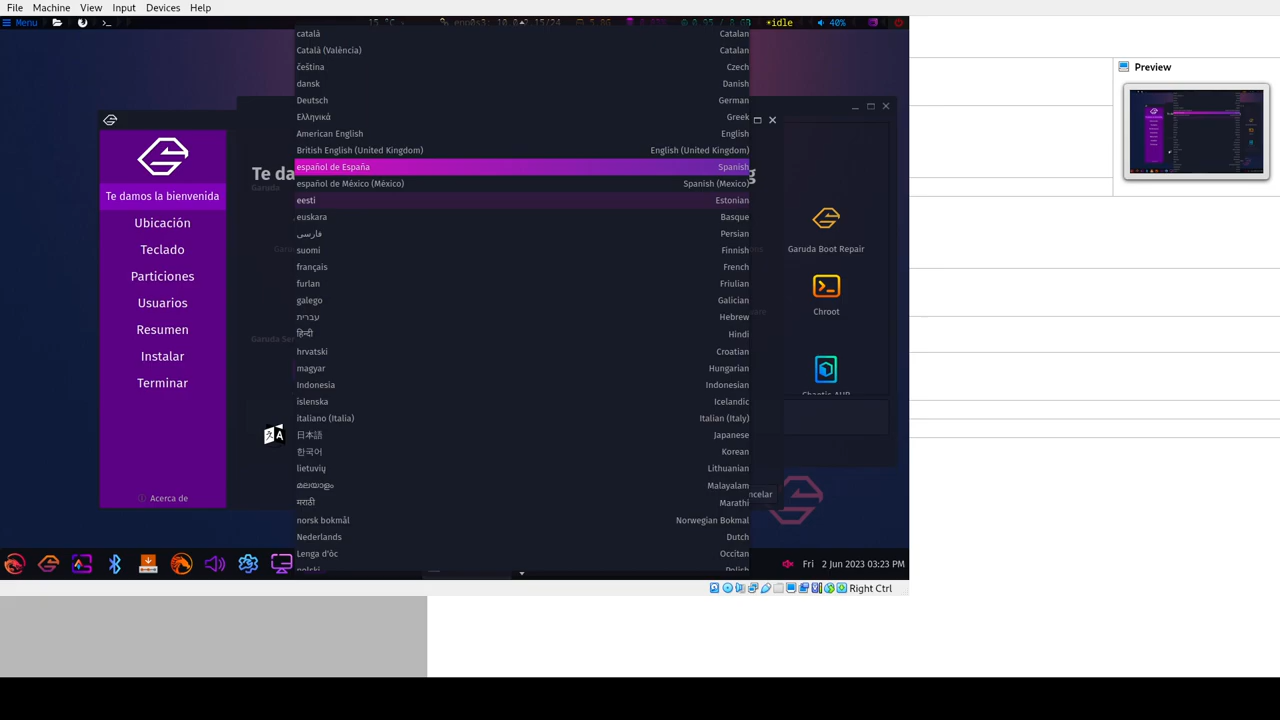 File Machine View Input Devices Help
Menu
idle 40%
Preview
català Catalan
Català (València) Catalan
čeština Czech
dansk Danish
Deutsch German
Ελληνικά Greek
American English English
British English (United Kingdom) English (United Kingdom)
español de España Spanish
español de México (México) Spanish (Mexico)
eesti Estonian
euskara Basque
فارسی Persian
suomi Finnish
français French
furlan Friulian
galego Galician
עברית Hebrew
हिन्दी Hindi
hrvatski Croatian
magyar Hungarian
Indonesia Indonesian
íslenska Icelandic
italiano (Italia) Italian (Italy)
日本語 Japanese
한국어 Korean
lietuvių Lithuanian
മലയാളം Malayalam
मराठी Marathi
norsk bokmål Norwegian Bokmal
Nederlands Dutch
Lenga d'òc Occitan
polski Polish
Te da
Garuda
Te damos la bienvenida
Ubicación
Teclado
Particiones
Usuarios
Resumen
Instalar
Terminar
Acerca de
Garuda Boot Repair
Chroot
Chaotic AUR
Fri 2 Jun 2023 03:23 PM
Right Ctrl